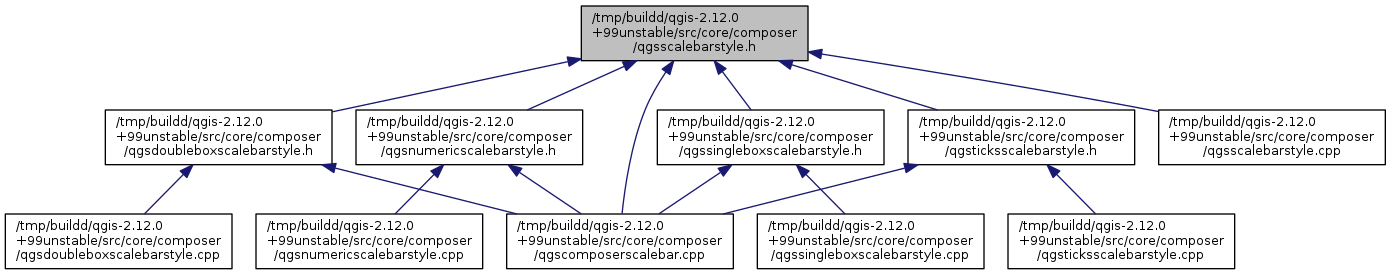 /tmp/buildd/qgis-2.12.0
+99unstable/src/core/composer
/qgsscalebarstyle.h
/tmp/buildd/qgis-2.12.0
+99unstable/src/core/composer
/qgsdoubleboxscalebarstyle.h
/tmp/buildd/qgis-2.12.0
+99unstable/src/core/composer
/qgsnumericscalebarstyle.h
/tmp/buildd/qgis-2.12.0
+99unstable/src/core/composer
/qgssingleboxscalebarstyle.h
/tmp/buildd/qgis-2.12.0
+99unstable/src/core/composer
/qgsticksscalebarstyle.h
/tmp/buildd/qgis-2.12.0
+99unstable/src/core/composer
/qgsscalebarstyle.cpp
/tmp/buildd/qgis-2.12.0
+99unstable/src/core/composer
/qgsdoubleboxscalebarstyle.cpp
/tmp/buildd/qgis-2.12.0
+99unstable/src/core/composer
/qgsnumericscalebarstyle.cpp
/tmp/buildd/qgis-2.12.0
+99unstable/src/core/composer
/qgscomposerscalebar.cpp
/tmp/buildd/qgis-2.12.0
+99unstable/src/core/composer
/qgssingleboxscalebarstyle.cpp
/tmp/buildd/qgis-2.12.0
+99unstable/src/core/composer
/qgsticksscalebarstyle.cpp